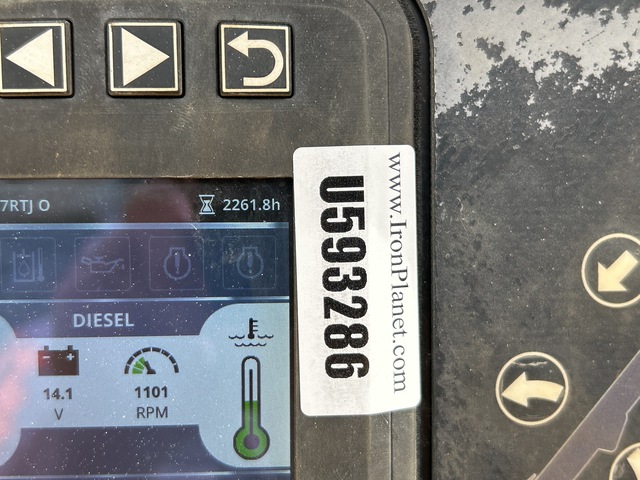 7RTJ O
2261.8h
DIESEL
14.1
V
1101
RPM
- +
U593286
www.IronPlanet.com